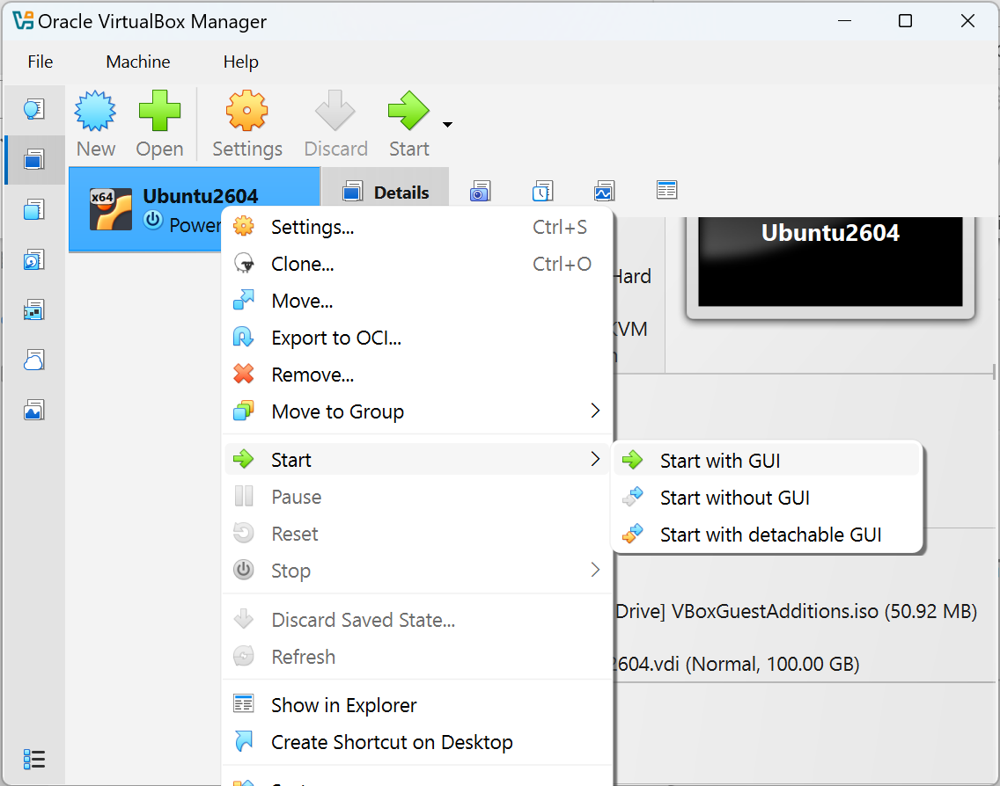 Oracle VirtualBox Manager
File Machine Help
New Open Settings Discard Start
x64 Ubuntu2604 Details
Settings... Ctrl+S
Ubuntu2604
Clone... Ctrl+O
Hard
Move...
Export to OCI...
Remove...
Move to Group
Start
Start with GUI
Pause
Start without GUI
Reset
Start with detachable GUI
Stop
Discard Saved State...
Drive] VBoxGuestAdditions.iso (50.92 MB)
Refresh
2604.vdi (Normal, 100.00 GB)
Show in Explorer
Create Shortcut on Desktop